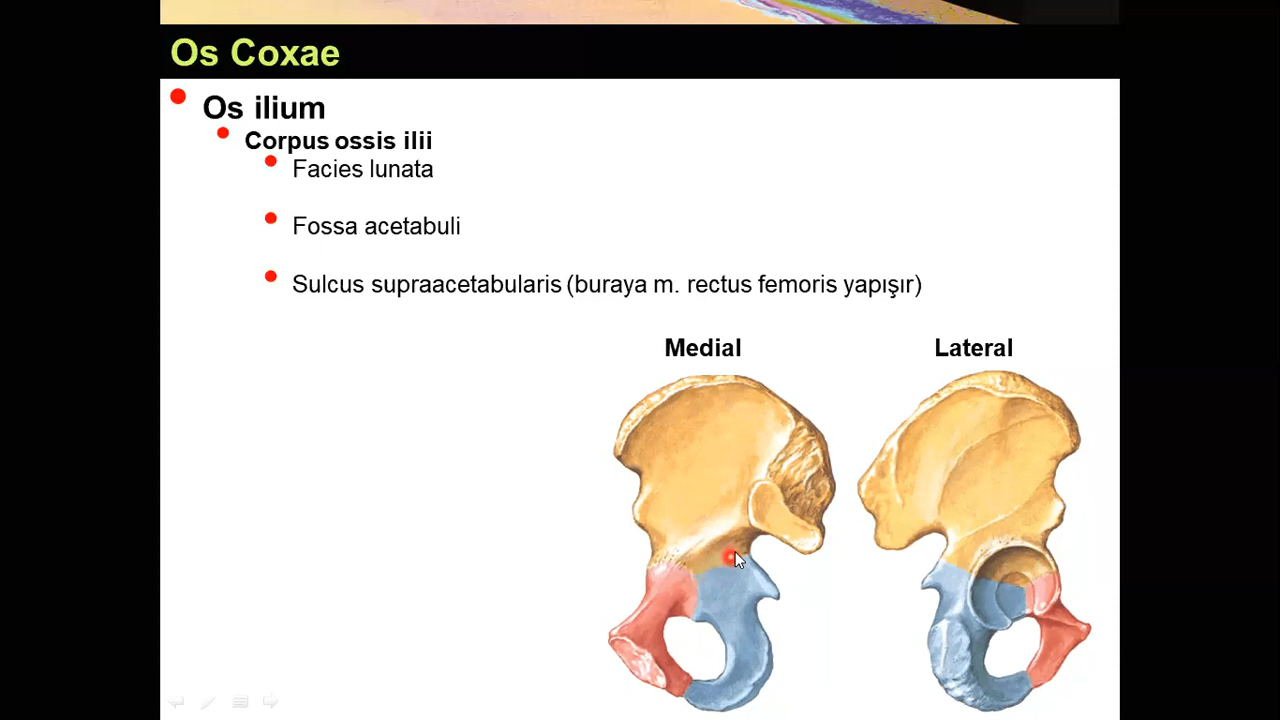 Os Coxae
Os ilium
Corpus ossis ilii
Facies lunata
Fossa acetabuli
Sulcus supraacetabularis (buraya m. rectus femoris yapışır)
Medial
Lateral